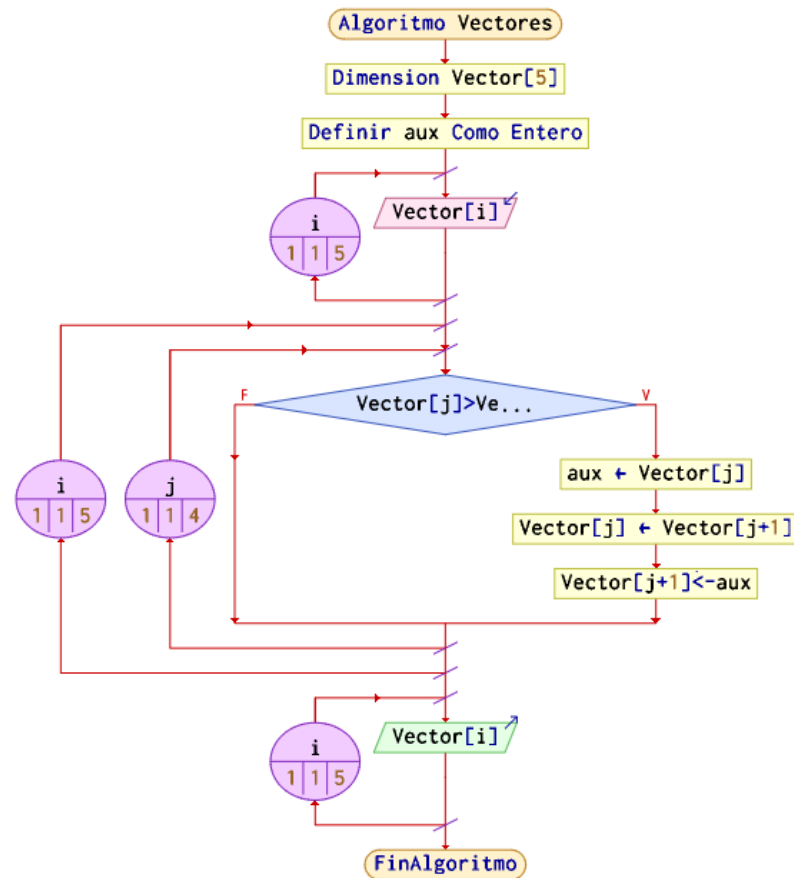 Algoritmo Vectores
Dimension Vector[5]
Definir aux Como Entero
Vector[i]
i
1 1 5
F
Vector[j]>Ve...
V
i
1 1 5
j
1 1 4
aux ← Vector[j]
Vector[j] ← Vector[j+1]
Vector[j+1]<-aux
Vector[i]
i
1 1 5
FinAlgoritmo